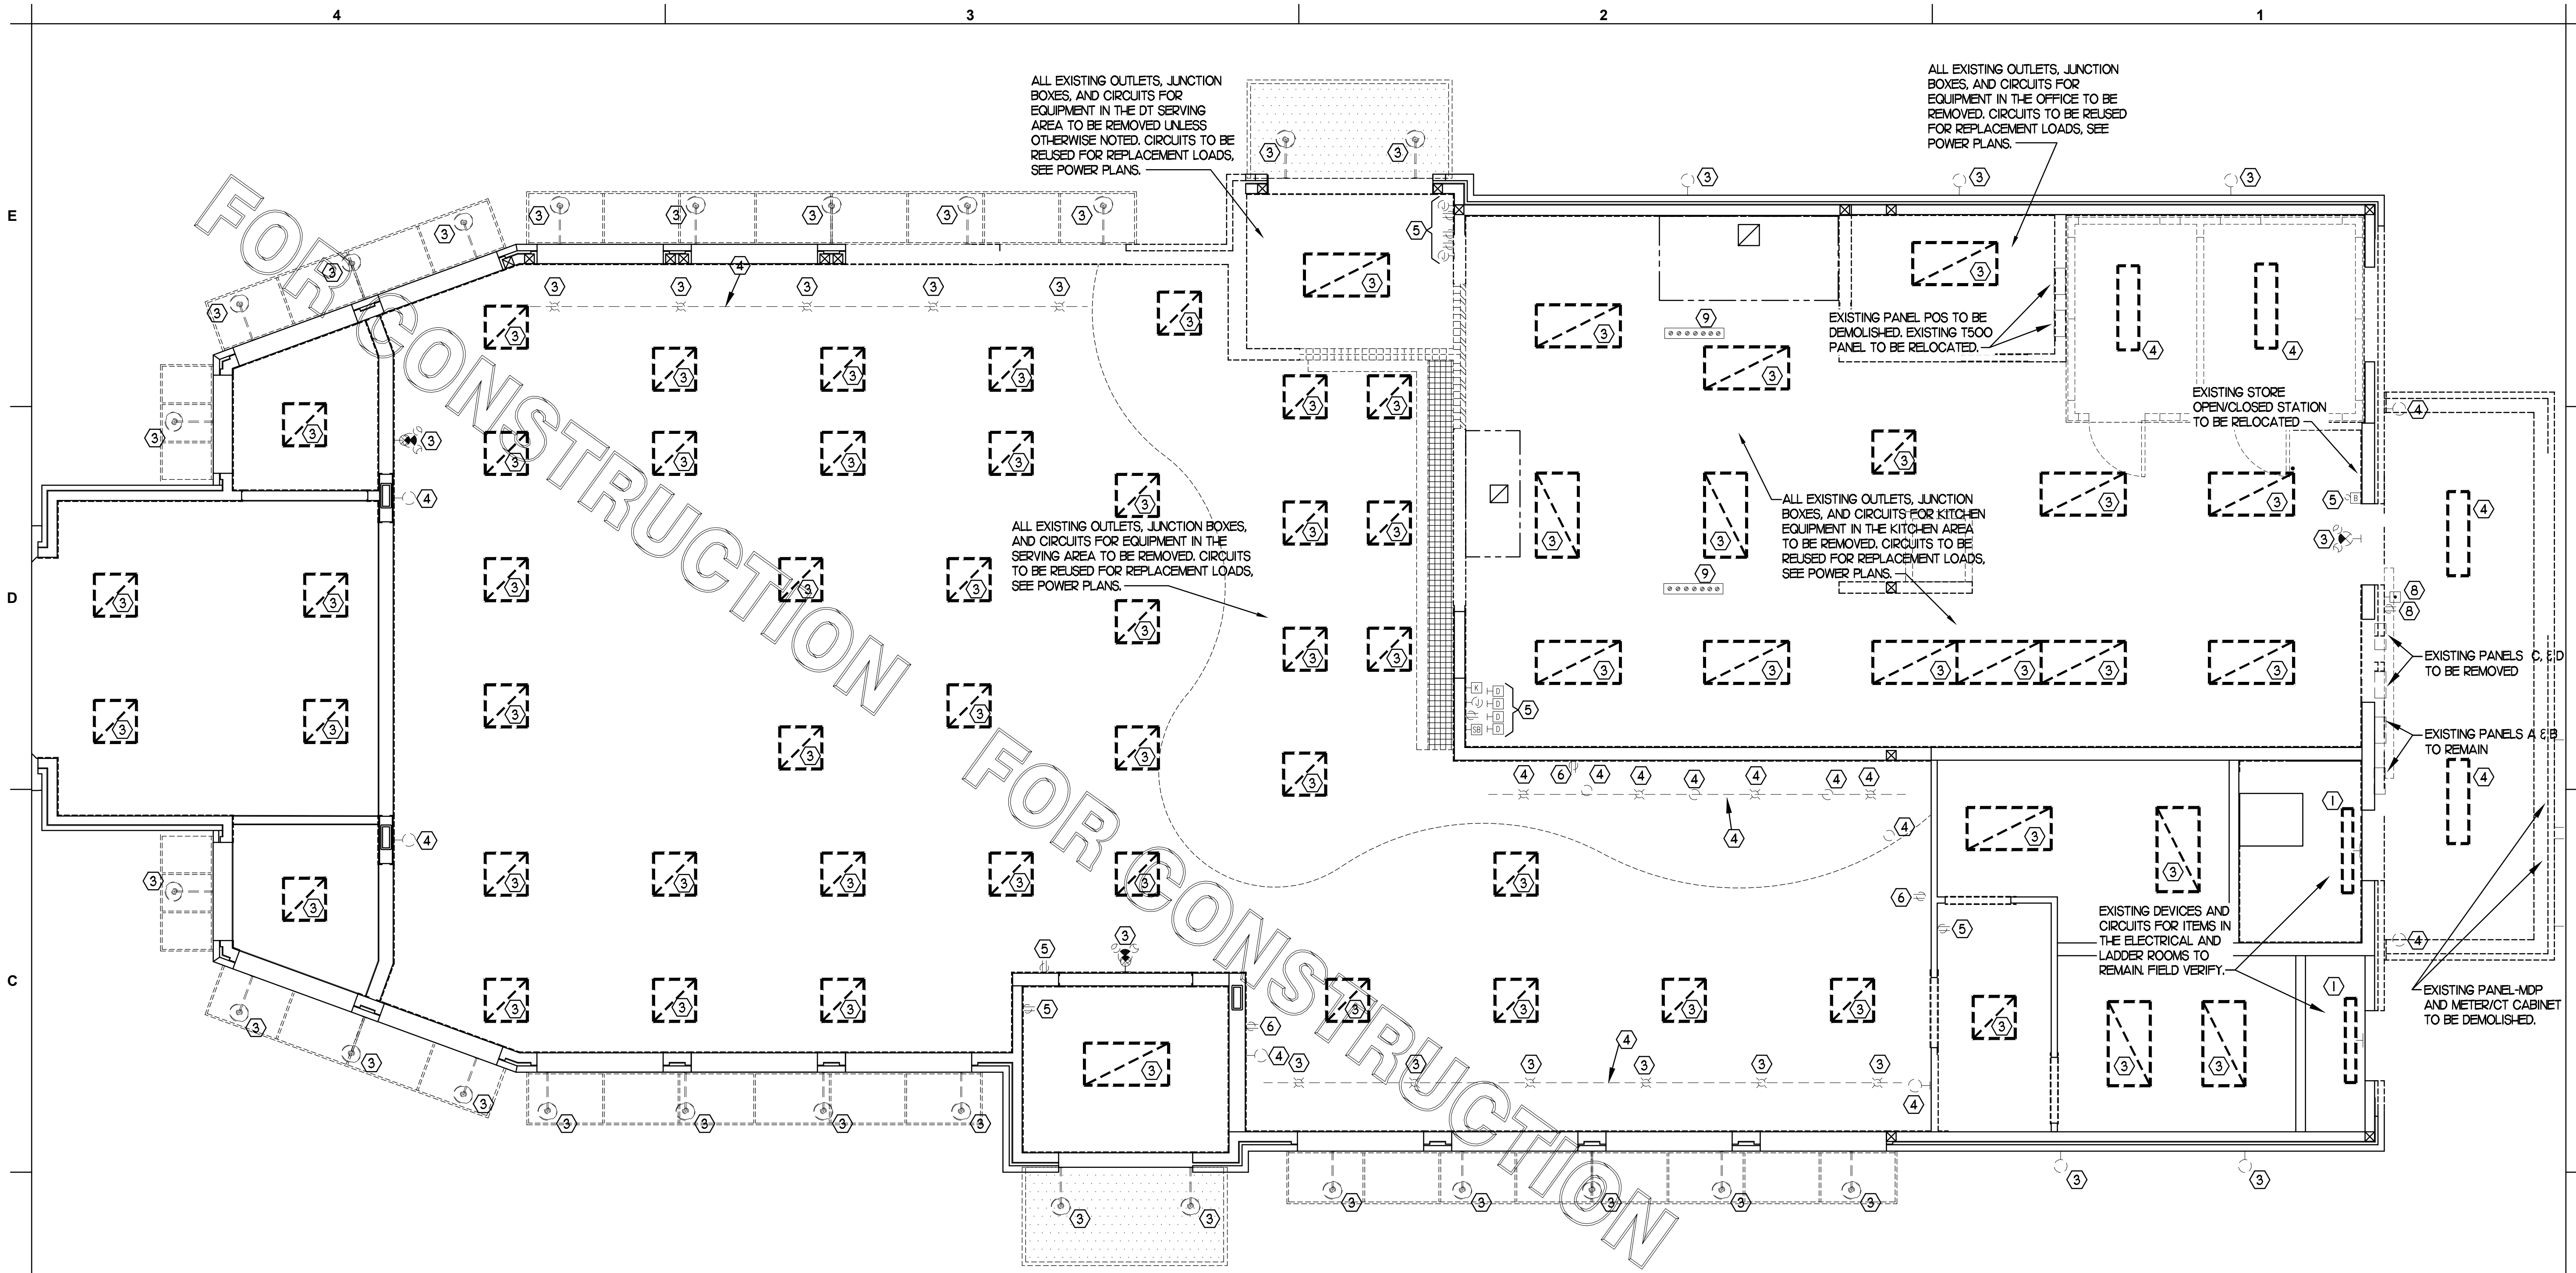 4 3 2 1
E
D
C
ALL EXISTING OUTLETS, JUNCTION
BOXES, AND CIRCUITS FOR
EQUIPMENT IN THE DT SERVING
AREA TO BE REMOVED UNLESS
OTHERWISE NOTED. CIRCUITS TO BE
REUSED FOR REPLACEMENT LOADS,
SEE POWER PLANS.
ALL EXISTING OUTLETS, JUNCTION
BOXES, AND CIRCUITS FOR
EQUIPMENT IN THE OFFICE TO BE
REMOVED. CIRCUITS TO BE REUSED
FOR REPLACEMENT LOADS, SEE
POWER PLANS.
EXISTING PANEL POS TO BE
DEMOLISHED. EXISTING T500
PANEL TO BE RELOCATED.
EXISTING STORE
OPEN/CLOSED STATION
TO BE RELOCATED
ALL EXISTING OUTLETS, JUNCTION
BOXES, AND CIRCUITS FOR KITCHEN
EQUIPMENT IN THE KITCHEN AREA
TO BE REMOVED. CIRCUITS TO BE
REUSED FOR REPLACEMENT LOADS,
SEE POWER PLANS.
ALL EXISTING OUTLETS, JUNCTION BOXES,
AND CIRCUITS FOR EQUIPMENT IN THE
SERVING AREA TO BE REMOVED. CIRCUITS
TO BE REUSED FOR REPLACEMENT LOADS,
SEE POWER PLANS.
EXISTING PANELS C, & D
TO BE REMOVED
EXISTING PANELS A & B
TO REMAIN
EXISTING DEVICES AND
CIRCUITS FOR ITEMS IN
THE ELECTRICAL AND
LADDER ROOMS TO
REMAIN. FIELD VERIFY.
EXISTING PANEL-MDP
AND METER/CT CABINET
TO BE DEMOLISHED.
K D
D
D
SB D
B
FOR CONSTRUCTION
FOR CONSTRUCTION